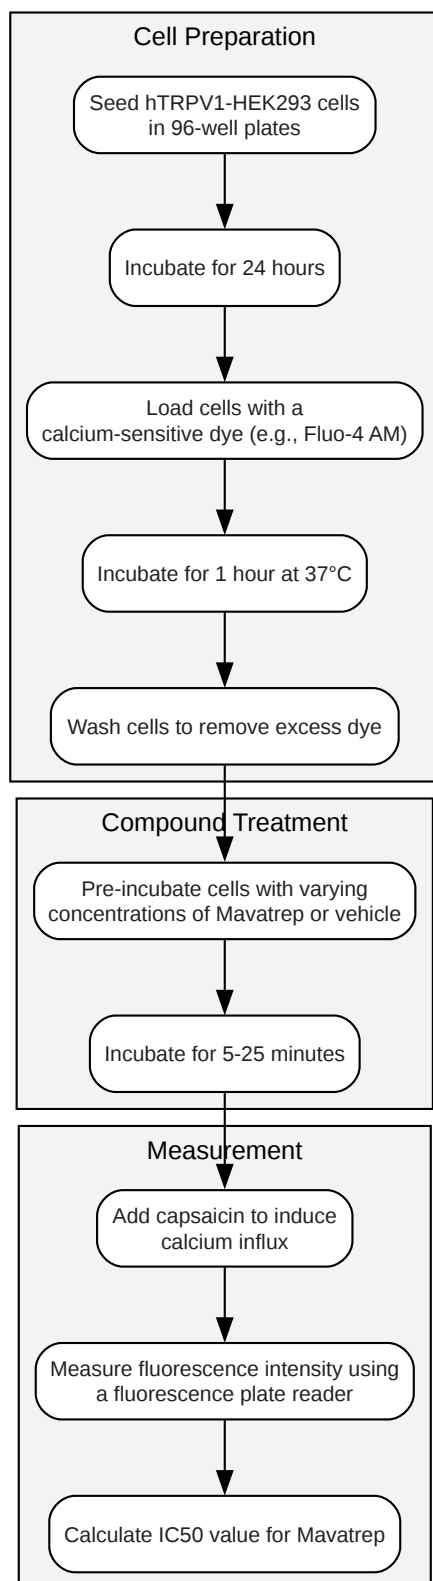 Cell Preparation
Seed hTRPV1-HEK293 cells
in 96-well plates
Incubate for 24 hours
Load cells with a
calcium-sensitive dye (e.g., Fluo-4 AM)
Incubate for 1 hour at 37°C
Wash cells to remove excess dye
Compound Treatment
Pre-incubate cells with varying
concentrations of Mavatrep or vehicle
Incubate for 5-25 minutes
Measurement
Add capsaicin to induce
calcium influx
Measure fluorescence intensity using
a fluorescence plate reader
Calculate IC50 value for Mavatrep